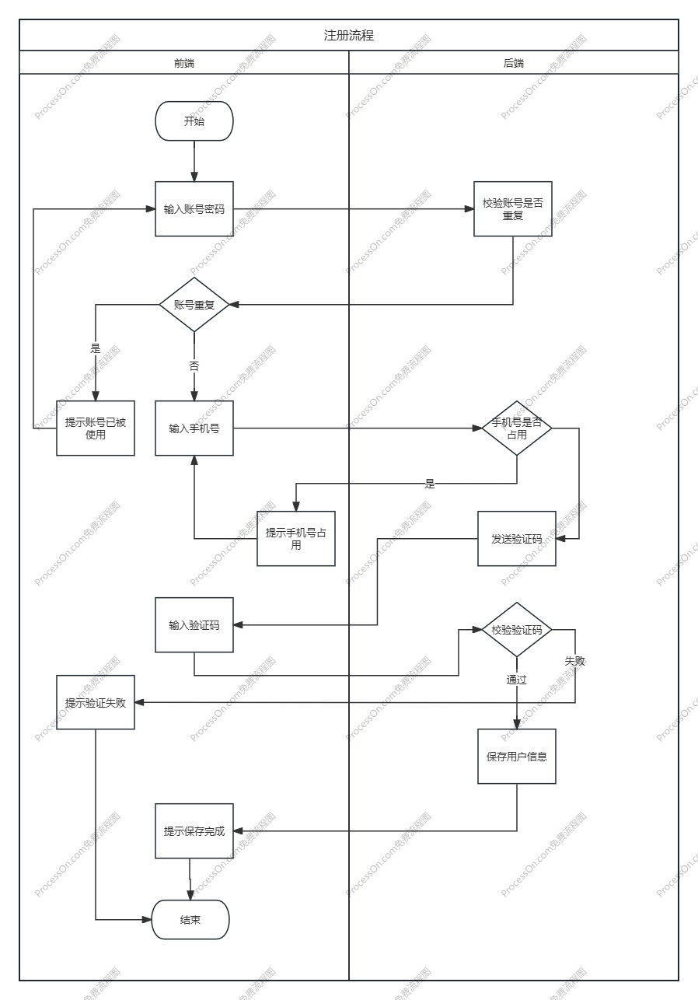 注册流程
前端
后端
开始
输入账号密码
校验账号是否
重复
账号重复
是
否
提示账号已被
使用
输入手机号
手机号是否
占用
是
提示手机号占
用
发送验证码
输入验证码
校验验证码
失败
通过
提示验证失败
保存用户信息
提示保存完成
结束
ProcessOn.com免费流程图